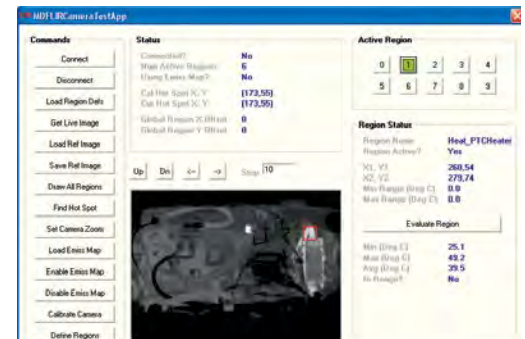 MDFLIRCameraTestApp
Commands
Connect
Disconnect
Load Region Defs
Get Live Image
Load Ref Image
Save Ref Image
Draw All Regions
Find Hot Spot
Set Camera Zoom
Load Emiss Map
Enable Emiss Map
Disable Emiss Map
Calibrate Camera
Define Regions
Status
Connected? No
Num Active Regions 6
Using Emiss Map? No
Cal Hot Spot X, Y (173,55)
Cur Hot Spot X, Y (173,55)
Global Region X Offset 0
Global Region Y Offset 0
Up Dn <- -> Step 10
Active Region
0 1 2 3 4
5 6 7 8 9
Region Status
Region Name Heat_PTCHeater
Region Active? Yes
X1, Y1 260,54
X2, Y2 279,74
Min Range (Deg C) 0.0
Max Range (Deg C) 0.0
Evaluate Region
Min (Deg C) 25.1
Max (Deg C) 49.2
Avg (Deg C) 39.5
In Range? No